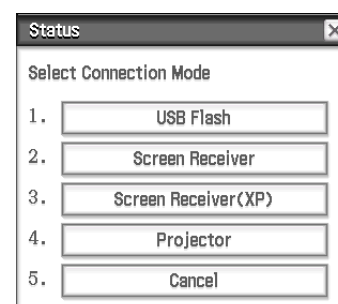 Status
Select Connection Mode
1. USB Flash
2. Screen Receiver
3. Screen Receiver(XP)
4. Projector
5. Cancel